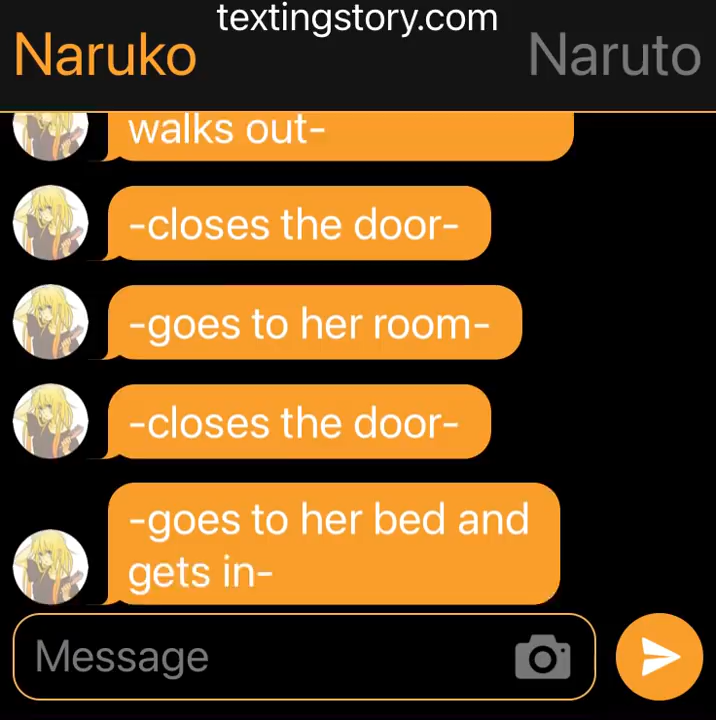 textingstory.com
Naruko
Naruto
walks out-
-closes the door-
-goes to her room-
-closes the door-
-goes to her bed and
gets in-
Message